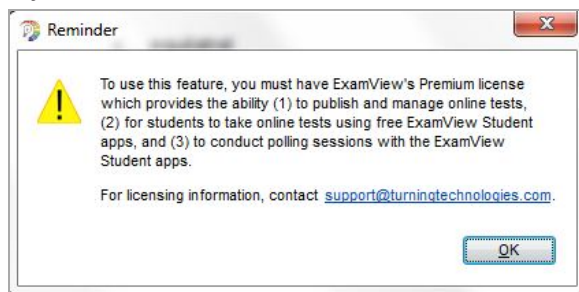 Reminder
To use this feature, you must have ExamView's Premium license
which provides the ability (1) to publish and manage online tests,
(2) for students to take online tests using free ExamView Student
apps, and (3) to conduct polling sessions with the ExamView
Student apps.
For licensing information, contact support@turningtechnologies.com.
OK